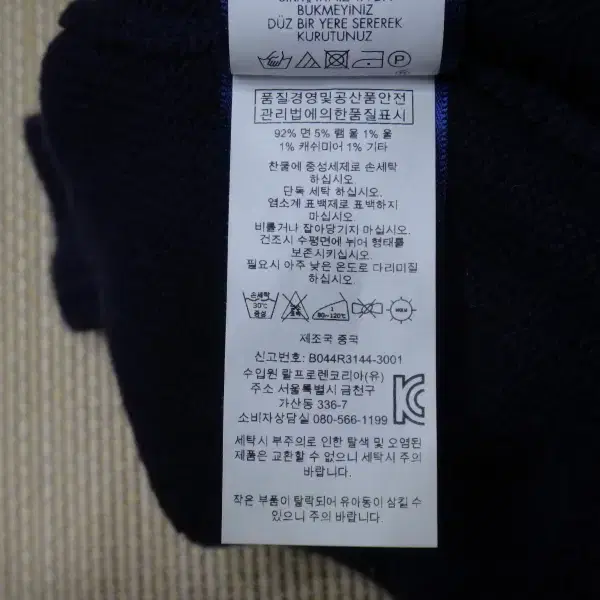 BUKMEYİNİZ
DÜZ BİR YERE SEREREK
KURUTUNUZ
P
품질경영및공산품안전
관리법에의한품질표시
92% 면 5% 램 울 1% 울
1% 캐쉬미어 1% 기타
찬물에 중성세제로 손세탁
하십시오.
단독 세탁 하십시오.
염소계 표백제로 표백하지
마십시오.
비틀거나 잡아당기지 마십시오.
건조시 수평면에 뉘어 형태를
보존시키십시오.
필요시 아주 낮은 온도로 다리미질
하십시오.
손세탁
30℃
중성
1
80~120℃
제조국 중국
신고번호: B044R3144-3001
수입원 랄프로렌코리아(유)
주소 서울특별시 금천구
가산동 336-7
소비자상담실 080-566-1199
세탁시 부주의로 인한 탈색 및 오염된
제품은 교환할 수 없으니 세탁시 주의
바랍니다.
작은 부품이 탈락되어 유아동이 삼킬 수
있으니 주의 바랍니다.